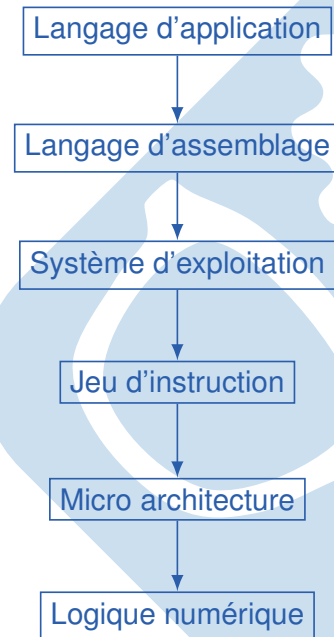 Langage d'application
Langage d'assemblage
Système d'exploitation
Jeu d'instruction
Micro architecture
Logique numérique